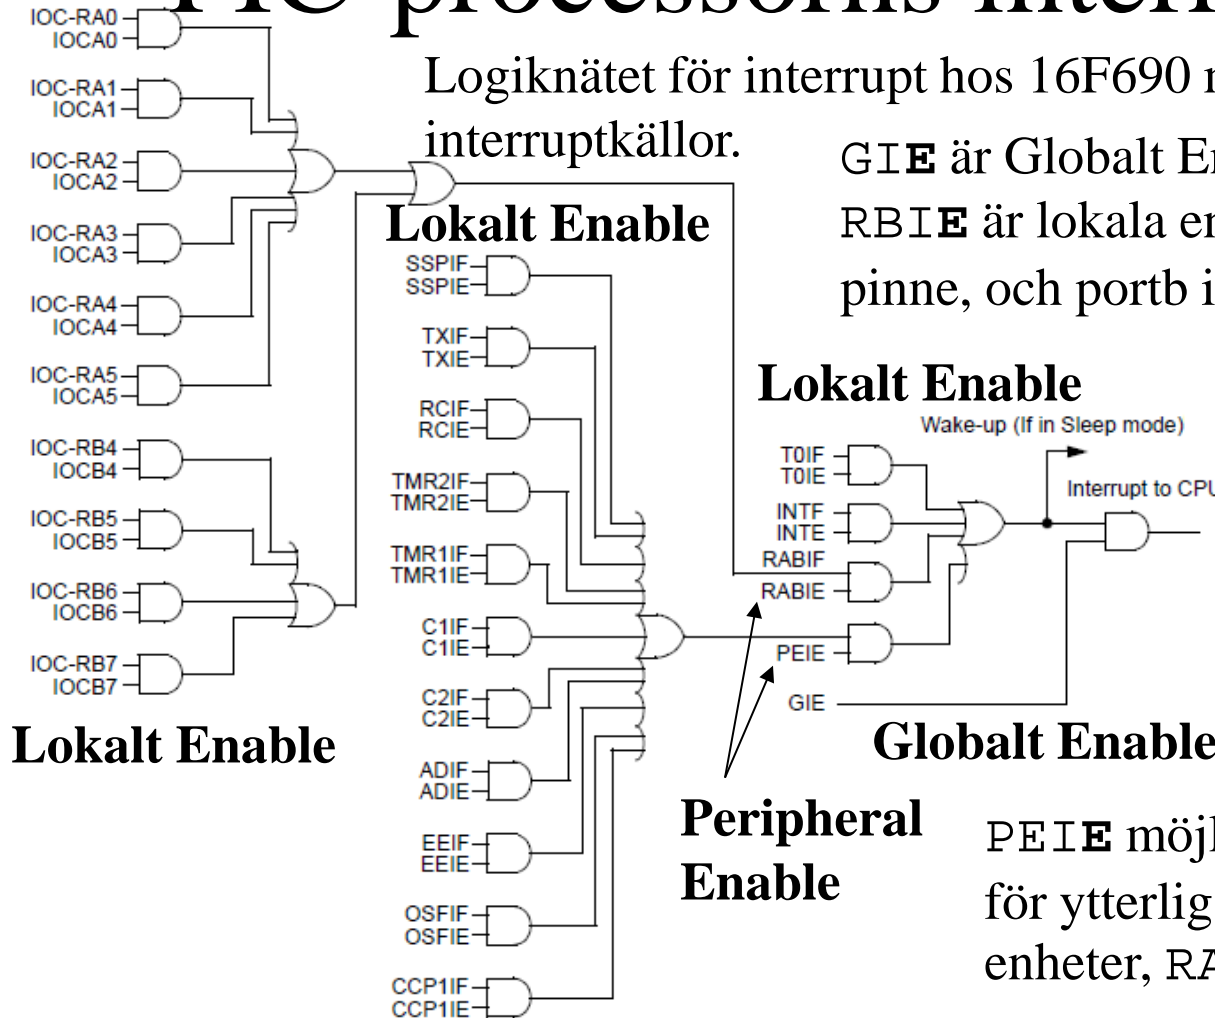 PIC-processorns inter
Logiknätet för interrupt hos 16F690
interruptkällor.
GIE är Globalt
RBIE är lokala
pinne, och portb
IOC-RA0
IOCA0
IOC-RA1
IOCA1
IOC-RA2
IOCA2
IOC-RA3
IOCA3
IOC-RA4
IOCA4
IOC-RA5
IOCA5
IOC-RB4
IOCB4
IOC-RB5
IOCB5
IOC-RB6
IOCB6
IOC-RB7
IOCB7
Lokalt Enable
Lokalt Enable
SSPIF
SSPIE
TXIF
TXIE
RCIF
RCIE
TMR2IF
TMR2IE
TMR1IF
TMR1IE
C1IF
C1IE
C2IF
C2IE
ADIF
ADIE
EEIF
EEIE
OSFIF
OSFIE
CCP1IF
CCP1IE
Lokalt Enable
Wake-up (If in Sleep mode)
T0IF
T0IE
Interrupt to CPU
INTF
INTE
RABIF
RABIE
PEIE
GIE
Globalt Enable
Peripheral
Enable
PEIE
för ytterlig
enheter,